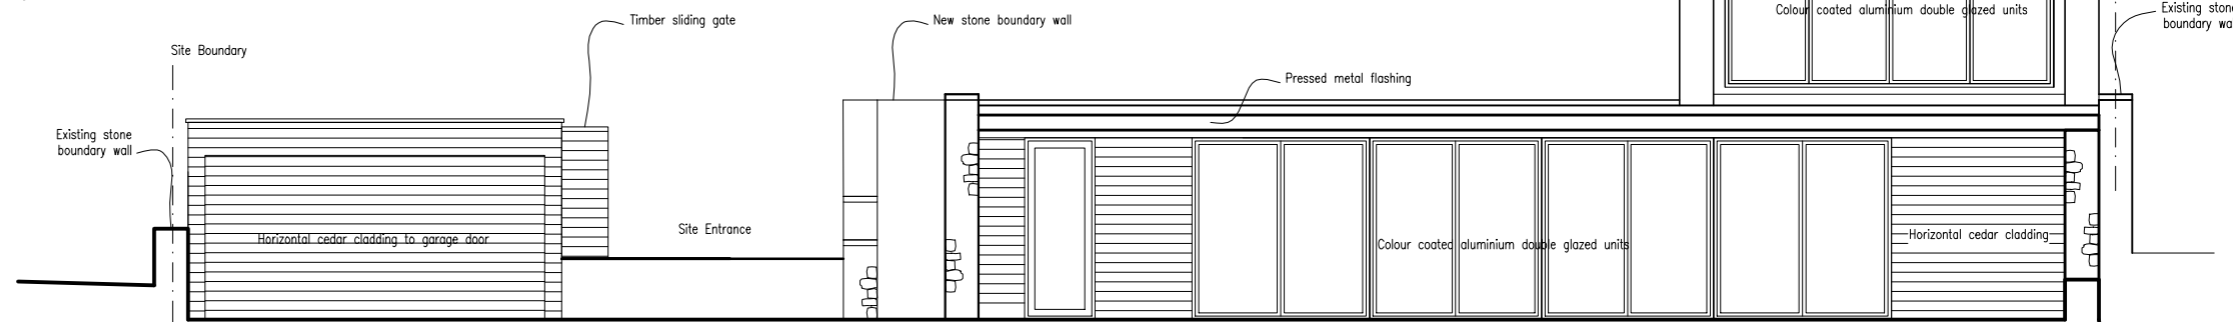 Timber sliding gate
New stone boundary wall
Colour coated aluminium double glazed units
Existing stone
boundary
Site Boundary
Pressed metal flashing
Existing stone
boundary wall
Site Entrance
Horizontal cedar cladding to garage door
Colour coated aluminium double glazed units
Horizontal cedar cladding